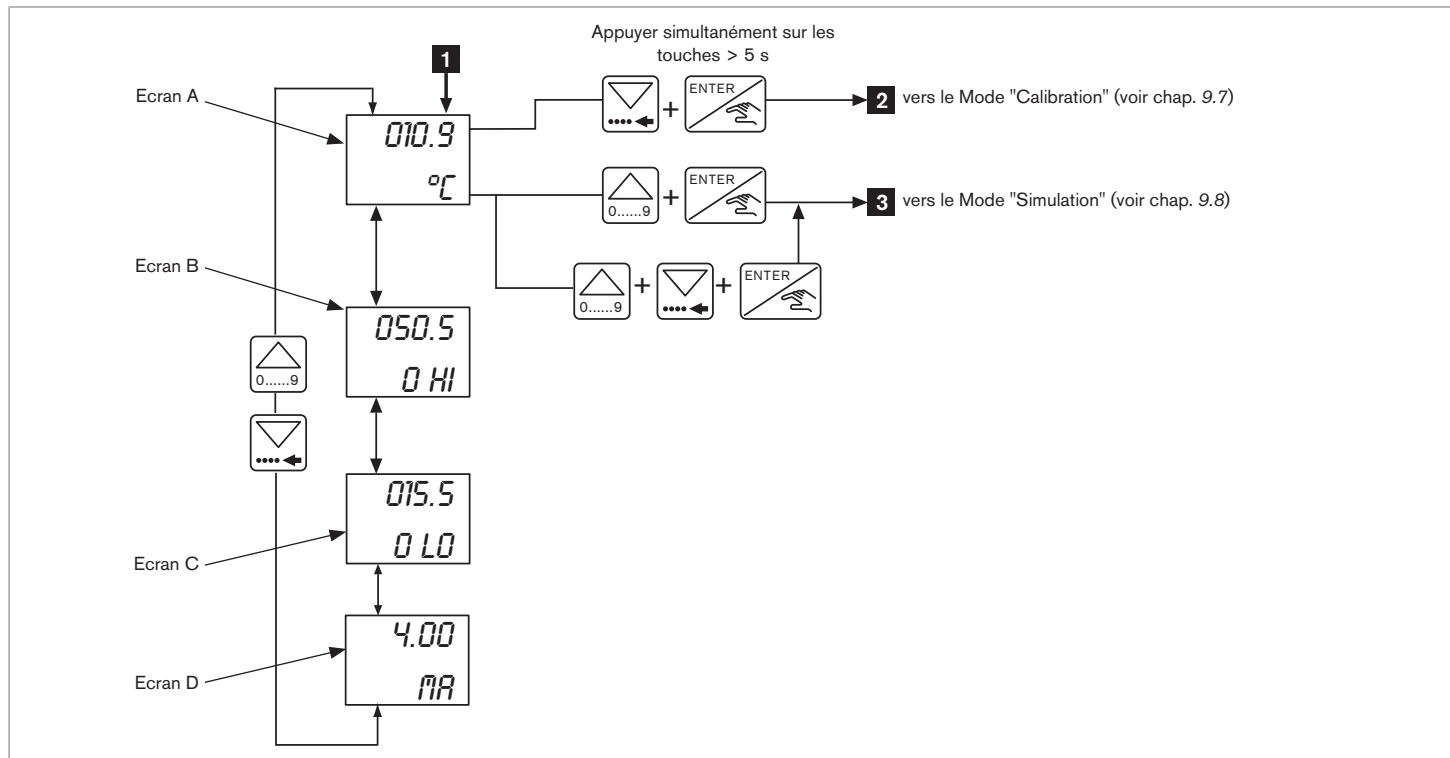 Appuyer simultanément sur les
touches > 5 s
1
Ecran A
010.9
°C
ENTER
2 vers le Mode "Calibration" (voir chap. 9.7)
0......9
ENTER
3 vers le Mode "Simulation" (voir chap. 9.8)
0......9
ENTER
Ecran B
050.5
O HI
0......9
015.5
O LO
Ecran C
4.00
MA
Ecran D